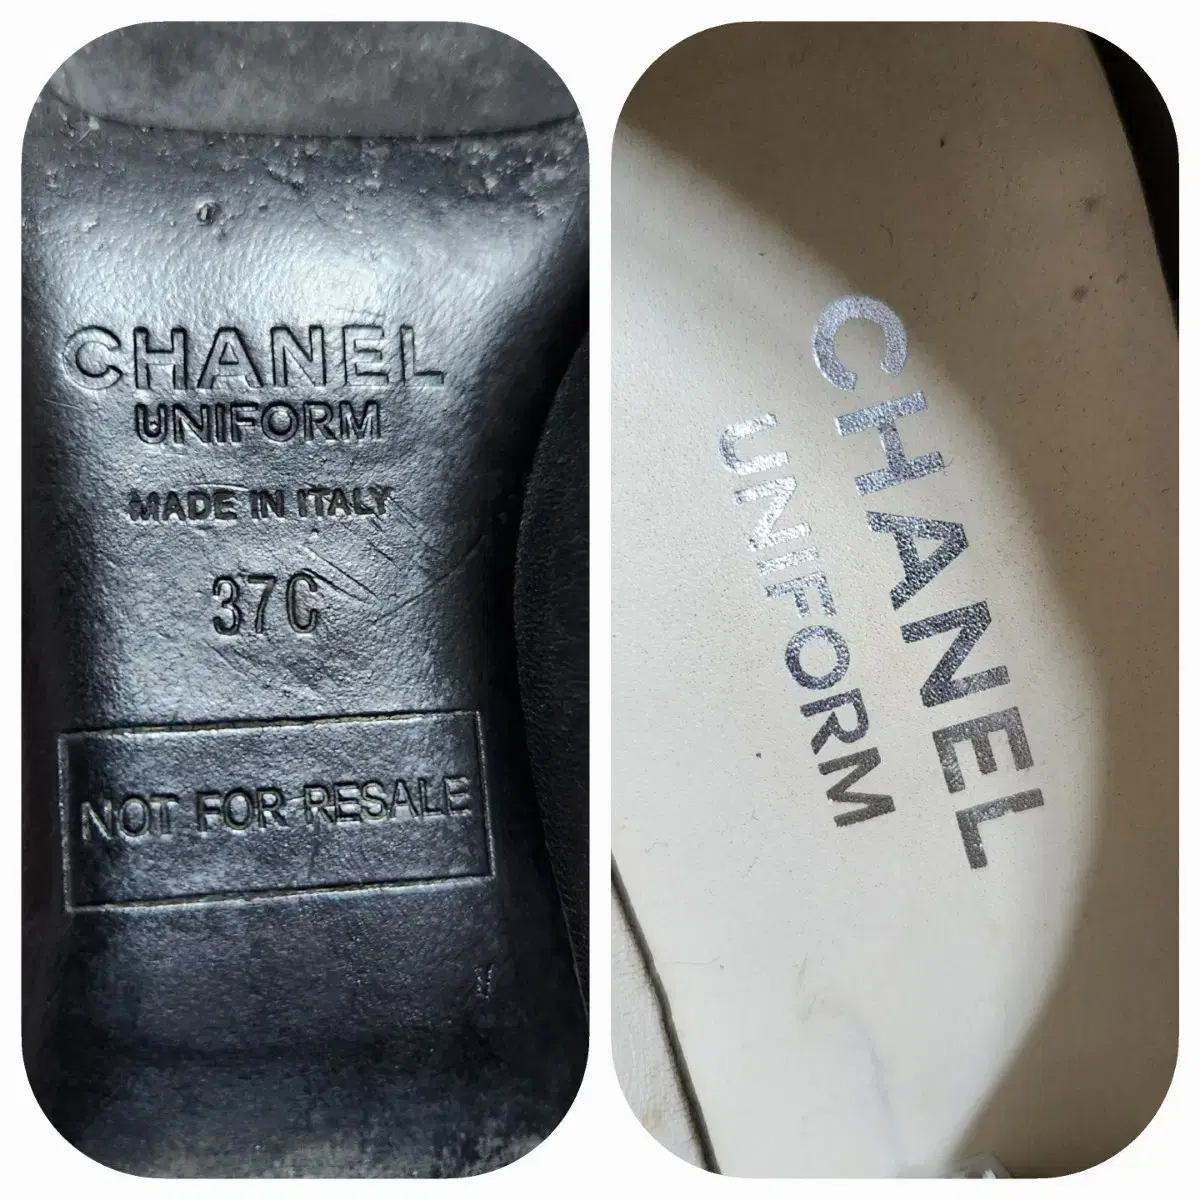 CHANEL
UNIFORM
MADE IN ITALY
37C
NOT FOR RESALE
CHANEL
UNIFORM